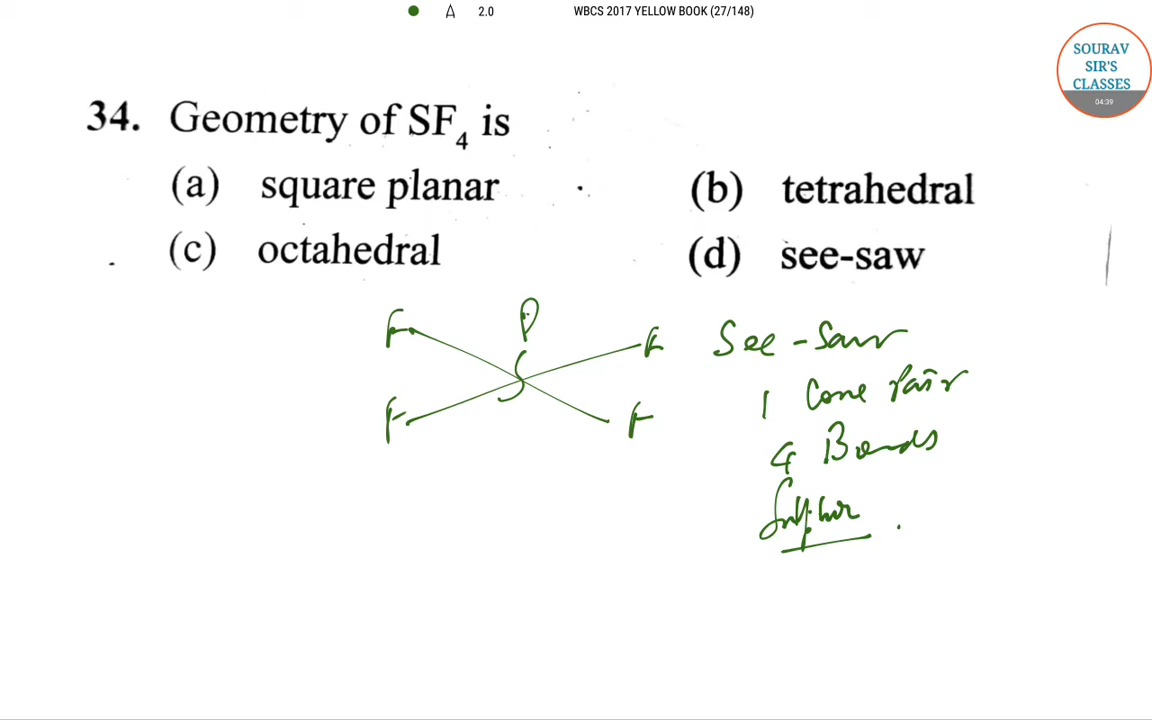 A 2.0 WBCS 2017 YELLOW BOOK (27/148)
SOURAV
SIR'S
CLASSES
04:39
34. Geometry of SF4 is
(a) square planar (b) tetrahedral
(c) octahedral (d) see-saw
F S F See-Saw
F F 1 Lone Pair
4 Bonds
Sulphur